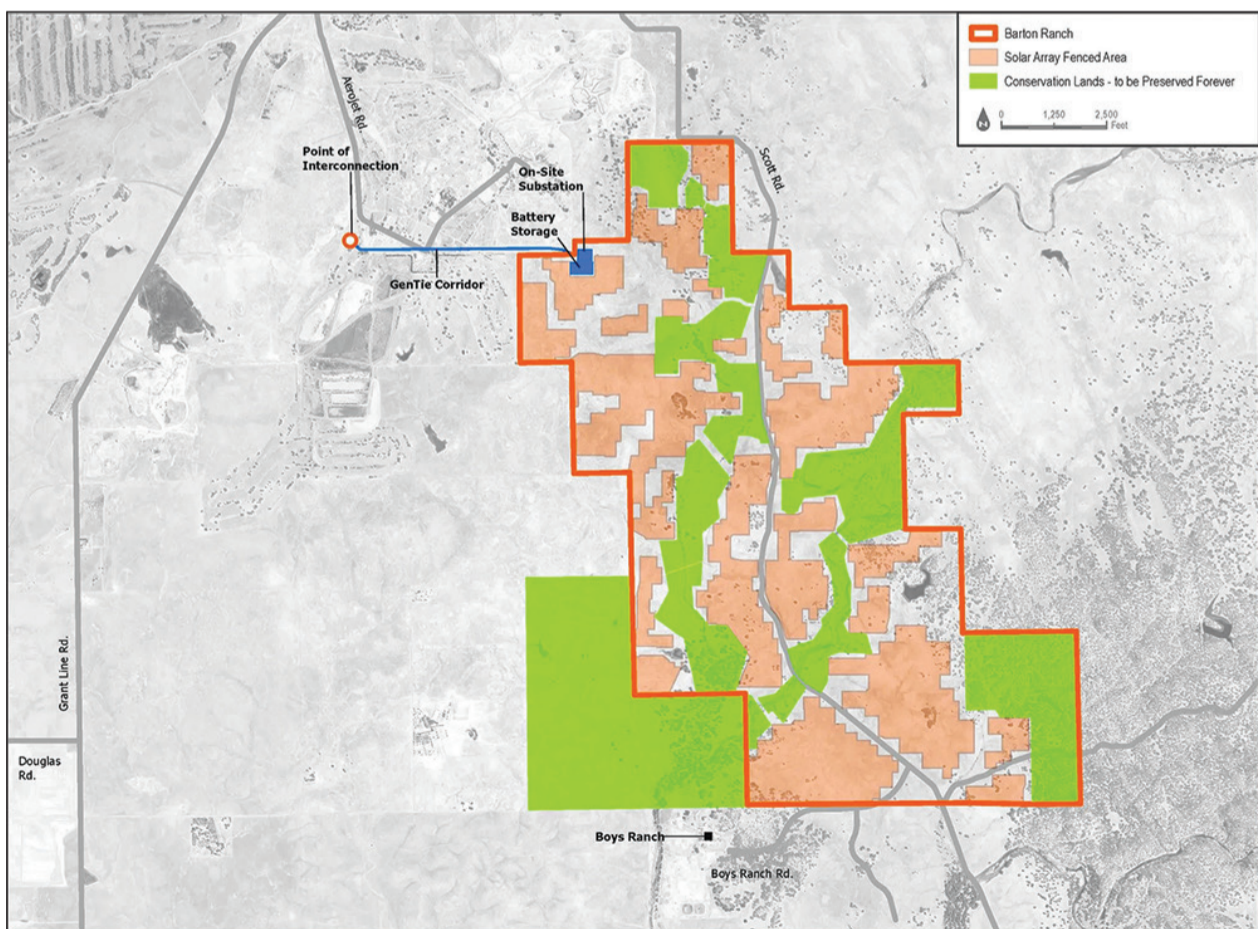 Barton Ranch
Solar Array Fenced Area
Conservation Lands - to be Preserved Forever
N
0 1,250 2,500
Feet
Aerojet Rd.
Scott Rd.
Point of
Interconnection
On-Site
Substation
Battery
Storage
GenTie Corridor
Grant Line Rd.
Douglas
Rd.
Boys Ranch
Boys Ranch Rd.